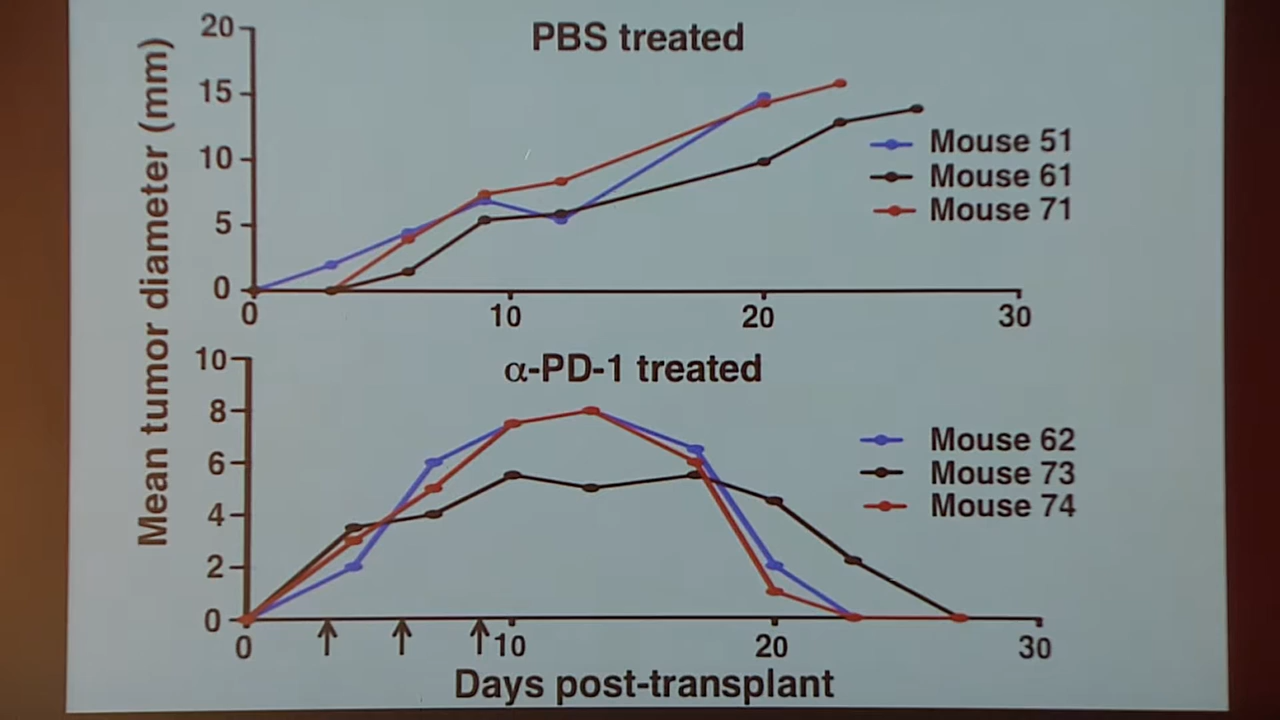 PBS treated
Mean tumor diameter (mm)
20
15
10
5
0
0 10 20 30
Mouse 51
Mouse 61
Mouse 71
α-PD-1 treated
10
8
6
4
2
0
0 10 20 30
Mouse 62
Mouse 73
Mouse 74
Days post-transplant